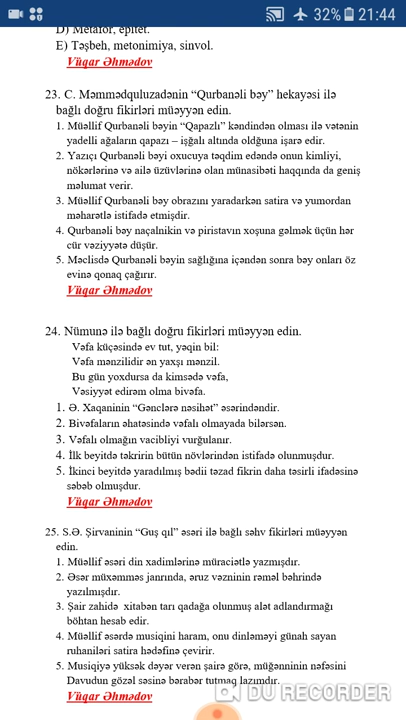 32% 21:44
D) Metafor, epitet.
E) Təşbeh, metonimiya, sinvol.
Vüqar Əhmədov
23. C. Məmmədquluzadənin “Qurbanəli bəy” hekayəsi ilə
bağlı doğru fikirləri müəyyən edin.
1. Müəllif Qurbanəli bəyin “Qapazlı” kəndindən olması ilə vətənin
yadelli ağaların qapazı – işğalı altında oldğuna işarə edir.
2. Yazıçı Qurbanəli bəyi oxucuya təqdim edəndə onun kimliyi,
nökərlərinə və ailə üzvlərinə olan münasibəti haqqında da geniş
məlumat verir.
3. Müəllif Qurbanəli bəy obrazını yaradarkən satira və yumordan
məharətlə istifadə etmişdir.
4. Qurbanəli bəy naçalnikin və piristavın xoşuna gəlmək üçün hər
cür vəziyyətə düşür.
5. Məclisdə Qurbanəli bəyin sağlığına içəndən sonra bəy onları öz
evinə qonaq çağırır.
Vüqar Əhmədov
24. Nümunə ilə bağlı doğru fikirləri müəyyən edin.
Vəfa küçəsində ev tut, yəqin bil:
Vəfa mənzilidir ən yaxşı mənzil.
Bu gün yoxdursa da kimsədə vəfa,
Vəsiyyət edirəm olma bivəfa.
1. Ə. Xaqaninin “Gənclərə nəsihət” əsərindəndir.
2. Bivəfaların əhatəsində vəfalı olmayada bilərsən.
3. Vəfalı olmağın vacibliyi vurğulanır.
4. İlk beyitdə təkririn bütün növlərindən istifadə olunmuşdur.
5. İkinci beyitdə yaradılmış bədii təzad fikrin daha təsirli ifadəsinə
səbəb olmuşdur.
Vüqar Əhmədov
25. S.Ə. Şirvaninin “Guş qıl” əsəri ilə bağlı səhv fikirləri müəyyən
edin.
1. Müəllif əsəri din xadimlərinə müraciətlə yazmışdır.
2. Əsər müxəmməs janrında, əruz vəzninin rəməl bəhrində
yazılmışdır.
3. Şair zahidə xitabən tarı qadağa olunmuş alət adlandırmağı
böhtan hesab edir.
4. Müəllif əsərdə musiqini haram, onu dinləməyi günah sayan
ruhaniləri satira hədəfinə çevirir.
5. Musiqiyə yüksək dəyər verən şairə görə, müğənninin nəfəsini
Davudun gözəl səsinə bərabər tutmaq lazımdır.
Vüqar Əhmədov
DU RECORDER